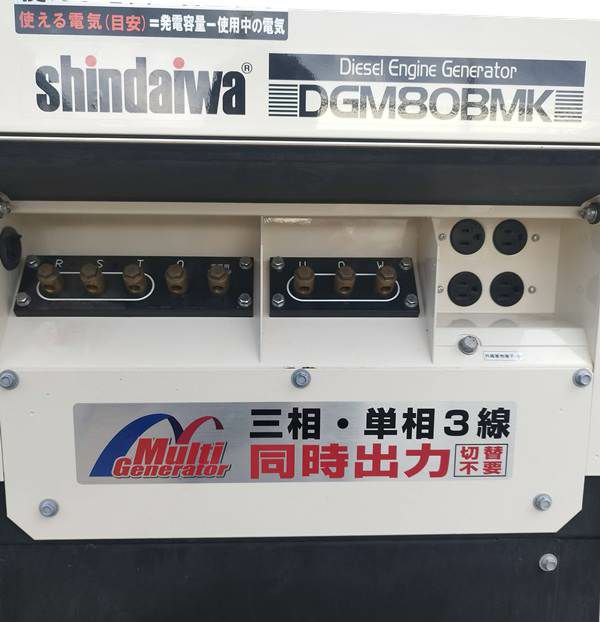 使える電気(目安)=発電容量ー使用中の電気
shindaiwa®
Diesel Engine Generator
DGM80BMK
R S T O
U O W
Multi Generator
三相・単相3線
同時出力
切替不要